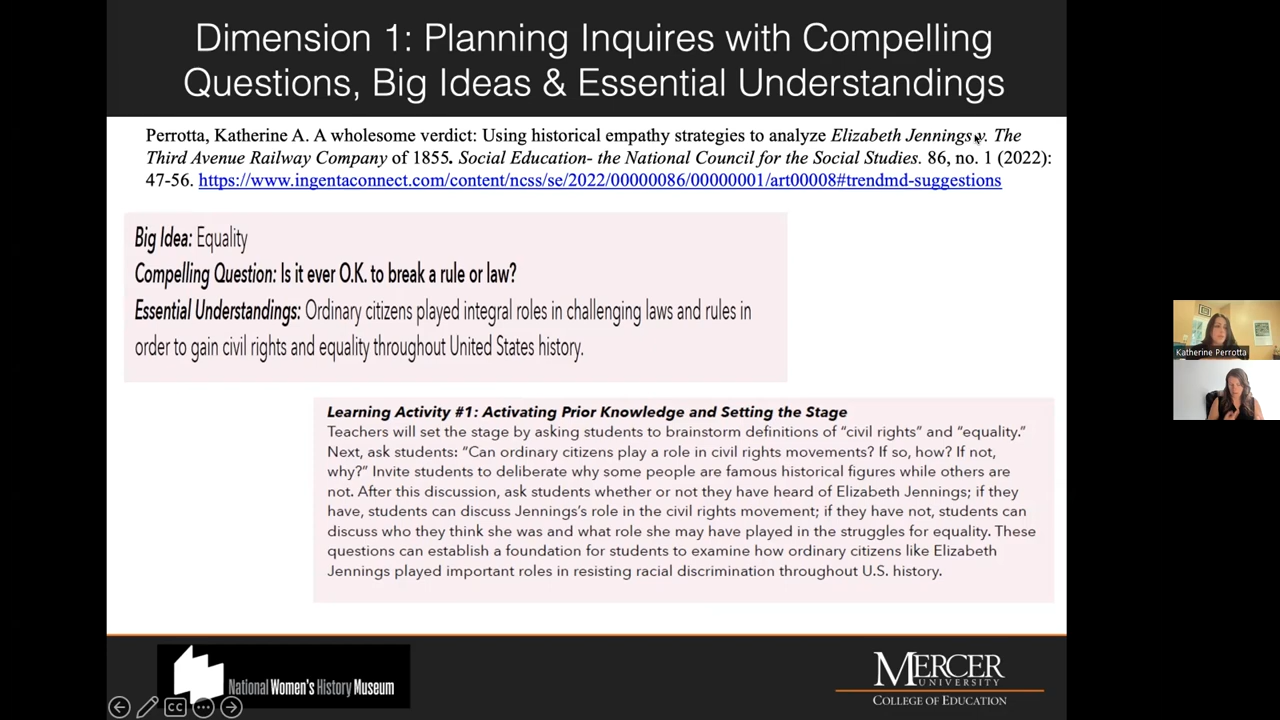 Dimension 1: Planning Inquires with Compelling
Questions, Big Ideas & Essential Understandings
Perrotta, Katherine A. A wholesome verdict: Using historical empathy strategies to analyze Elizabeth Jennings v. The
Third Avenue Railway Company of 1855. Social Education- the National Council for the Social Studies. 86, no. 1 (2022):
47-56. https://www.ingentaconnect.com/content/ncss/se/2022/00000086/00000001/art00008#trendmd-suggestions
Big Idea: Equality
Compelling Question: Is it ever O.K. to break a rule or law?
Essential Understandings: Ordinary citizens played integral roles in challenging laws and rules in
order to gain civil rights and equality throughout United States history.
Learning Activity #1: Activating Prior Knowledge and Setting the Stage
Teachers will set the stage by asking students to brainstorm definitions of “civil rights” and “equality.”
Next, ask students: “Can ordinary citizens play a role in civil rights movements? If so, how? If not,
why?” Invite students to deliberate why some people are famous historical figures while others are
not. After this discussion, ask students whether or not they have heard of Elizabeth Jennings; if they
have, students can discuss Jennings’s role in the civil rights movement; if they have not, students can
discuss who they think she was and what role she may have played in the struggles for equality. These
questions can establish a foundation for students to examine how ordinary citizens like Elizabeth
Jennings played important roles in resisting racial discrimination throughout U.S. history.
Katherine Perrotta
National Women's History Museum
MERCER
UNIVERSITY
COLLEGE OF EDUCATION
CC